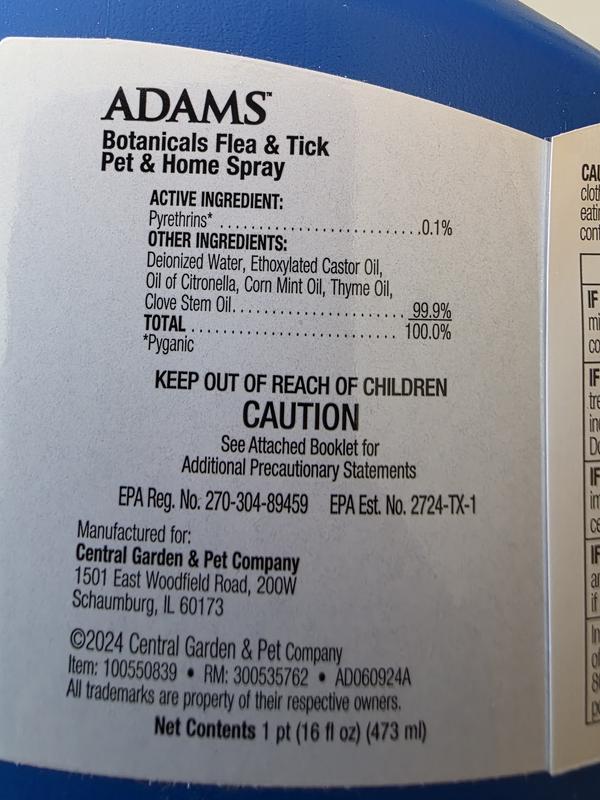 ADAMS™
Botanicals Flea & Tick
Pet & Home Spray
ACTIVE INGREDIENT:
Pyrethrins* ............................0.1%
OTHER INGREDIENTS:
Deionized Water, Ethoxylated Castor Oil,
Oil of Citronella, Corn Mint Oil, Thyme Oil,
Clove Stem Oil........................ 99.9%
TOTAL ................................ 100.0%
*Pyganic
KEEP OUT OF REACH OF CHILDREN
CAUTION
See Attached Booklet for
Additional Precautionary Statements
EPA Reg. No. 270-304-89459 EPA Est. No. 2724-TX-1
Manufactured for:
Central Garden & Pet Company
1501 East Woodfield Road, 200W
Schaumburg, IL 60173
©2024 Central Garden & Pet Company
Item: 100550839 • RM: 300535762 • AD060924A
All trademarks are property of their respective owners.
Net Contents 1 pt (16 fl oz) (473 ml)
IF
IF
IF
IF